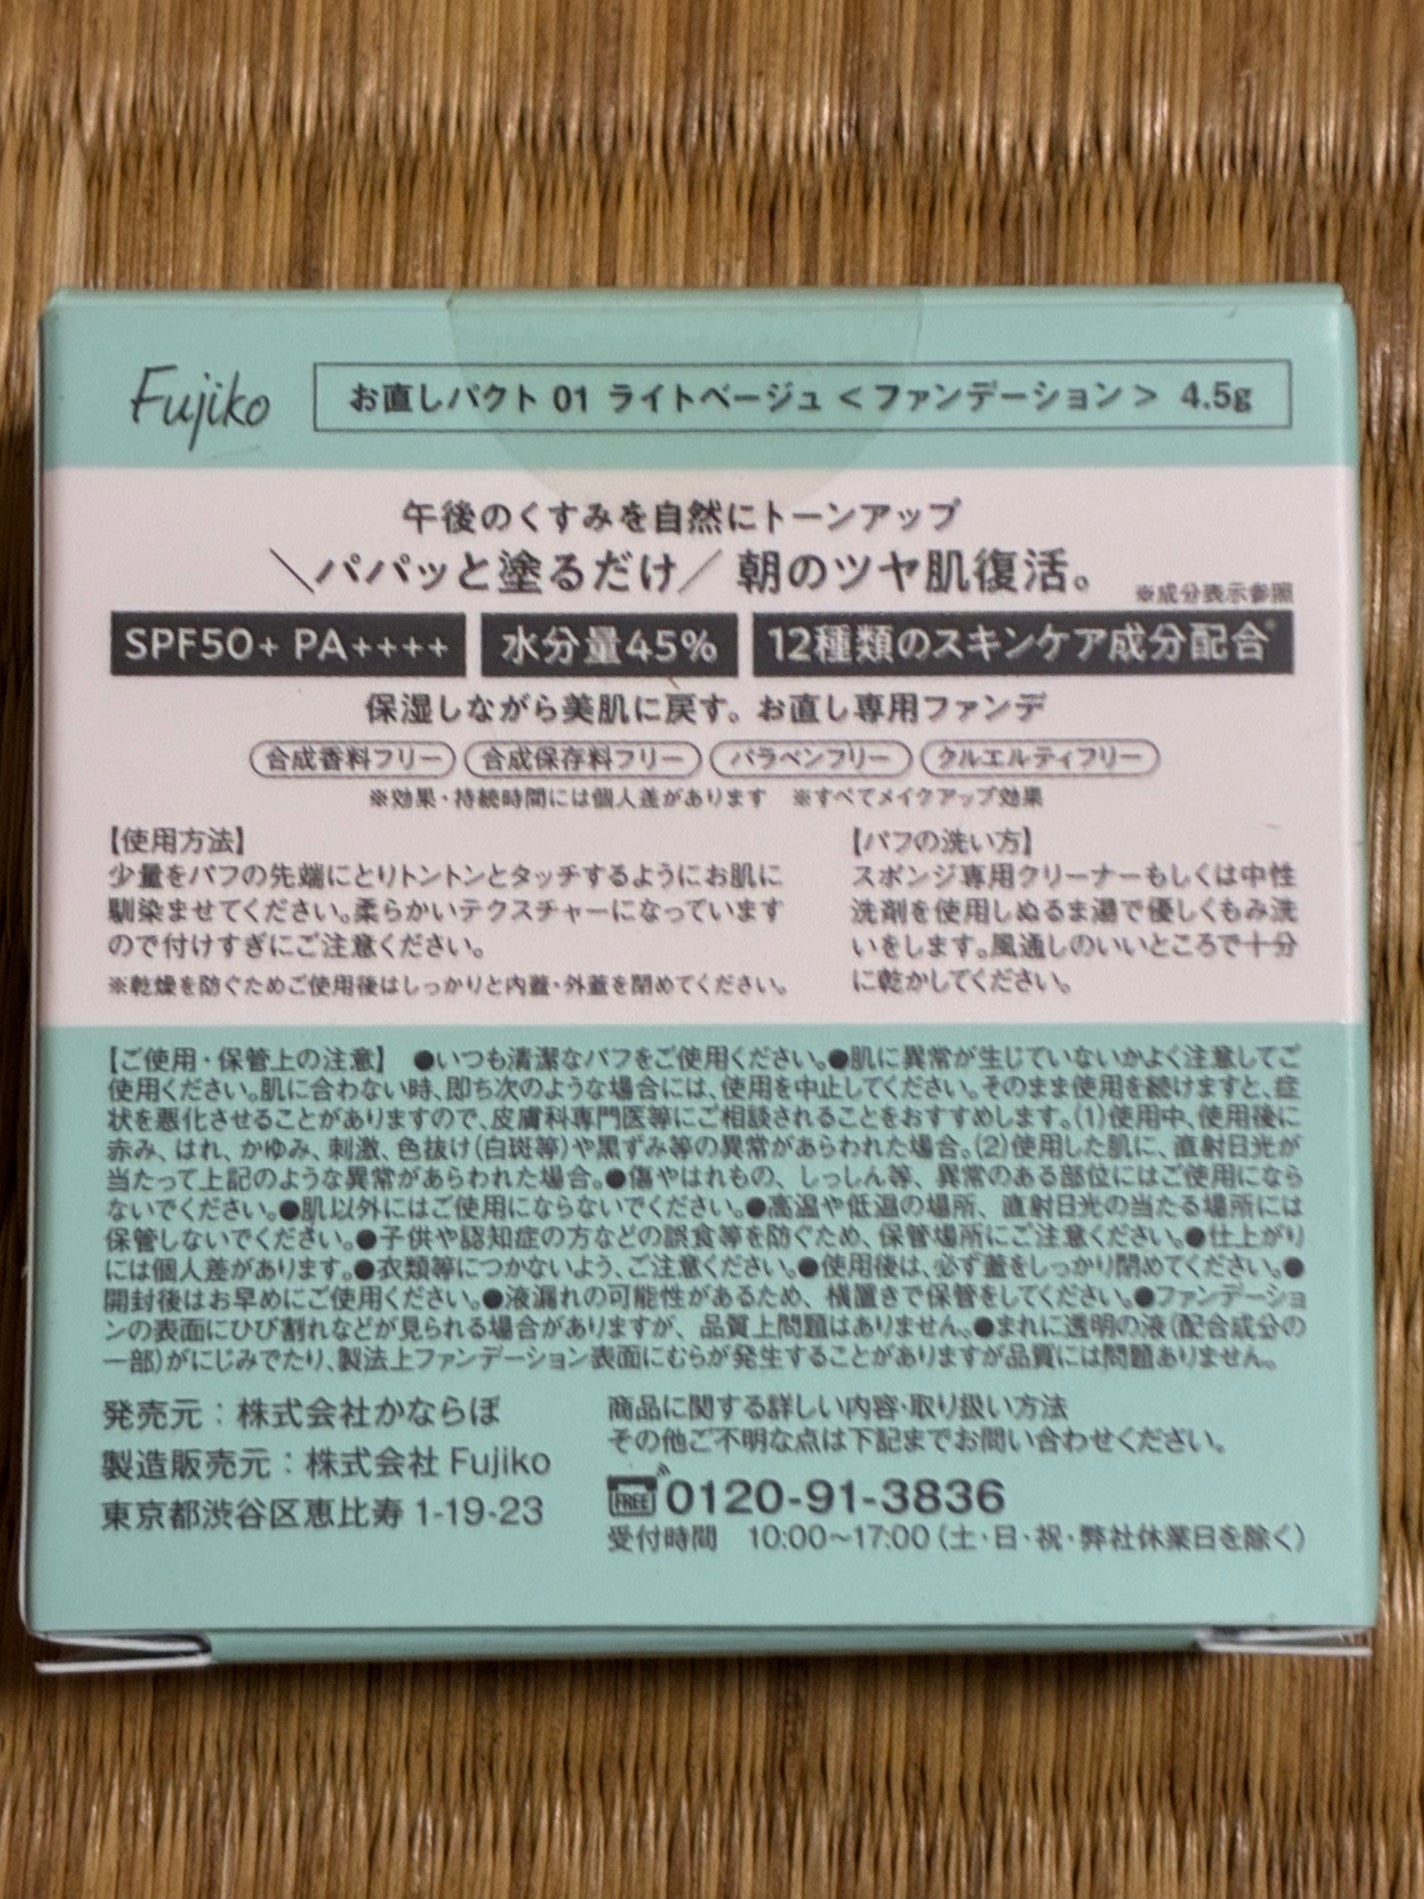 Fujiko
お直しパクト 01 ライトベージュ＜ファンデーション＞ 4.5g
午後のくすみを自然にトーンアップ
＼パパッと塗るだけ／ 朝のツヤ肌復活。
※成分表示参照
SPF50+ PA++++ 水分量45% 12種類のスキンケア成分配合※
保湿しながら美肌に戻す。お直し専用ファンデ
合成香料フリー 合成保存料フリー パラベンフリー クルエルティフリー
※効果・持続時間には個人差があります ※すべてメイクアップ効果
【使用方法】
少量をパフの先端にとりトントンとタッチするようにお肌に
馴染ませてください。柔らかいテクスチャーになっています
ので付けすぎにご注意ください。
※乾燥を防ぐためご使用後はしっかりと内蓋・外蓋を閉めてください。
【パフの洗い方】
スポンジ専用クリーナーもしくは中性
洗剤を使用しぬるま湯で優しくもみ洗
いをします。風通しのいいところで十分
に乾かしてください。
【ご使用・保管上の注意】 ●いつも清潔なパフをご使用ください。●肌に異常が生じていないかよく注意してご
使用ください。肌に合わない時、即ち次のような場合には、使用を中止してください。そのまま使用を続けますと、症
状を悪化させることがありますので、皮膚科専門医等にご相談されることをおすすめします。(1)使用中、使用後に
赤み、はれ、かゆみ、刺激、色抜け(白斑等)や黒ずみ等の異常があらわれた場合。(2)使用した肌に、直射日光が
当たって上記のような異常があらわれた場合。●傷やはれもの、しっしん等、異常のある部位にはご使用になら
ないでください。●肌以外にはご使用にならないでください。●高温や低温の場所、直射日光の当たる場所には
保管しないでください。●子供や認知症の方などの誤食等を防ぐため、保管場所にご注意ください。●仕上がり
には個人差があります。●衣類等につかないよう、ご注意ください。●使用後は、必ず蓋をしっかり閉めてください。●
開封後はお早めにご使用ください。●液漏れの可能性があるため、横置きで保管をしてください。●ファンデーショ
ンの表面にひび割れなどが見られる場合がありますが、品質上問題はありません。●まれに透明の液(配合成分の
一部)がにじみでたり、製法上ファンデーション表面にむらが発生することがありますが品質には問題ありません。
発売元：株式会社かならぼ
製造販売元：株式会社 Fujiko
東京都渋谷区恵比寿 1-19-23
商品に関する詳しい内容・取り扱い方法
その他ご不明な点は下記までお問い合わせください。
FREE 0120-91-3836
受付時間 10:00〜17:00（土・日・祝・弊社休業日を除く）